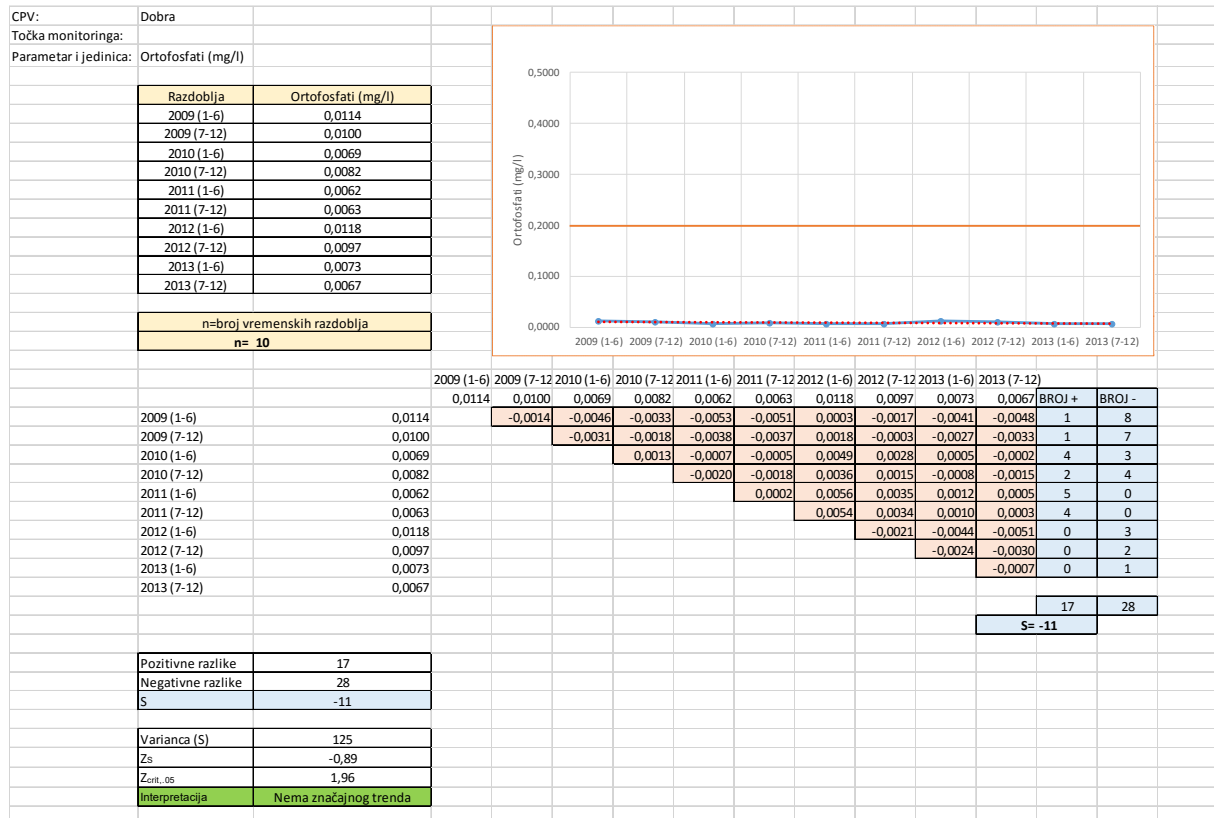 CPV: Dobra
Točka monitoringa:
Parametar i jedinica: Ortofosfati (mg/l)
Razdoblja Ortofosfati (mg/l)
2009 (1-6) 0,0114
2009 (7-12) 0,0100
2010 (1-6) 0,0069
2010 (7-12) 0,0082
2011 (1-6) 0,0062
2011 (7-12) 0,0063
2012 (1-6) 0,0118
2012 (7-12) 0,0097
2013 (1-6) 0,0073
2013 (7-12) 0,0067
n=broj vremenskih razdoblja
n= 10
Ortofosfati (mg/l)
0,5000
0,4000
0,3000
0,2000
0,1000
0,0000
2009 (1-6) 2009 (7-12) 2010 (1-6) 2010 (7-12) 2011 (1-6) 2011 (7-12) 2012 (1-6) 2012 (7-12) 2013 (1-6) 2013 (7-12)
2009 (1-6) 2009 (7-12 2010 (1-6) 2010 (7-12 2011 (1-6) 2011 (7-12 2012 (1-6) 2012 (7-12 2013 (1-6) 2013 (7-12)
0,0114 0,0100 0,0069 0,0082 0,0062 0,0063 0,0118 0,0097 0,0073 0,0067 BROJ + BROJ -
2009 (1-6) 0,0114 -0,0014 -0,0046 -0,0033 -0,0053 -0,0051 0,0003 -0,0017 -0,0041 -0,0048 1 8
2009 (7-12) 0,0100 -0,0031 -0,0018 -0,0038 -0,0037 0,0018 -0,0003 -0,0027 -0,0033 1 7
2010 (1-6) 0,0069 0,0013 -0,0007 -0,0005 0,0049 0,0028 0,0005 -0,0002 4 3
2010 (7-12) 0,0082 -0,0020 -0,0018 0,0036 0,0015 -0,0008 -0,0015 2 4
2011 (1-6) 0,0062 0,0002 0,0056 0,0035 0,0012 0,0005 5 0
2011 (7-12) 0,0063 0,0054 0,0034 0,0010 0,0003 4 0
2012 (1-6) 0,0118 -0,0021 -0,0044 -0,0051 0 3
2012 (7-12) 0,0097 -0,0024 -0,0030 0 2
2013 (1-6) 0,0073 -0,0007 0 1
2013 (7-12) 0,0067
17 28
S= -11
Pozitivne razlike 17
Negativne razlike 28
S -11
Varianca (S) 125
Zs -0,89
Zcrit,.05 1,96
Interpretacija Nema značajnog trenda